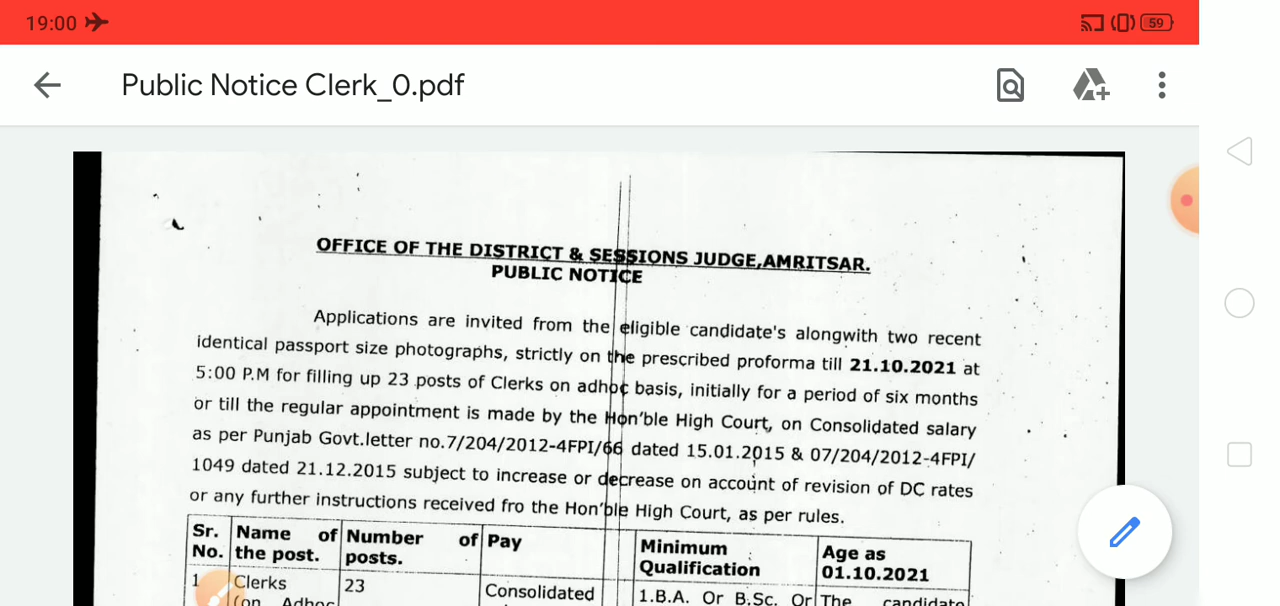 19:00
59
Public Notice Clerk_0.pdf
OFFICE OF THE DISTRICT & SESSIONS JUDGE,AMRITSAR.
PUBLIC NOTICE
Applications are invited from the eligible candidate's alongwith two recent
identical passport size photographs, strictly on the prescribed proforma till 21.10.2021 at
5:00 P.M for filling up 23 posts of Clerks on adhoc basis, initially for a period of six months
or till the regular appointment is made by the Hon'ble High Court, on Consolidated salary
as per Punjab Govt.letter no.7/204/2012-4FPI/66 dated 15.01.2015 & 07/204/2012-4FPI/
1049 dated 21.12.2015 subject to increase or decrease on account of revision of DC rates
or any further instructions received fro the Hon'ble High Court, as per rules.
Sr. Name of Number of Pay Minimum Age as
No. the post. posts. Qualification 01.10.2021
1 Clerks 23 Consolidated 1.B.A. Or B.Sc. Or The candidate
(on Adhoc